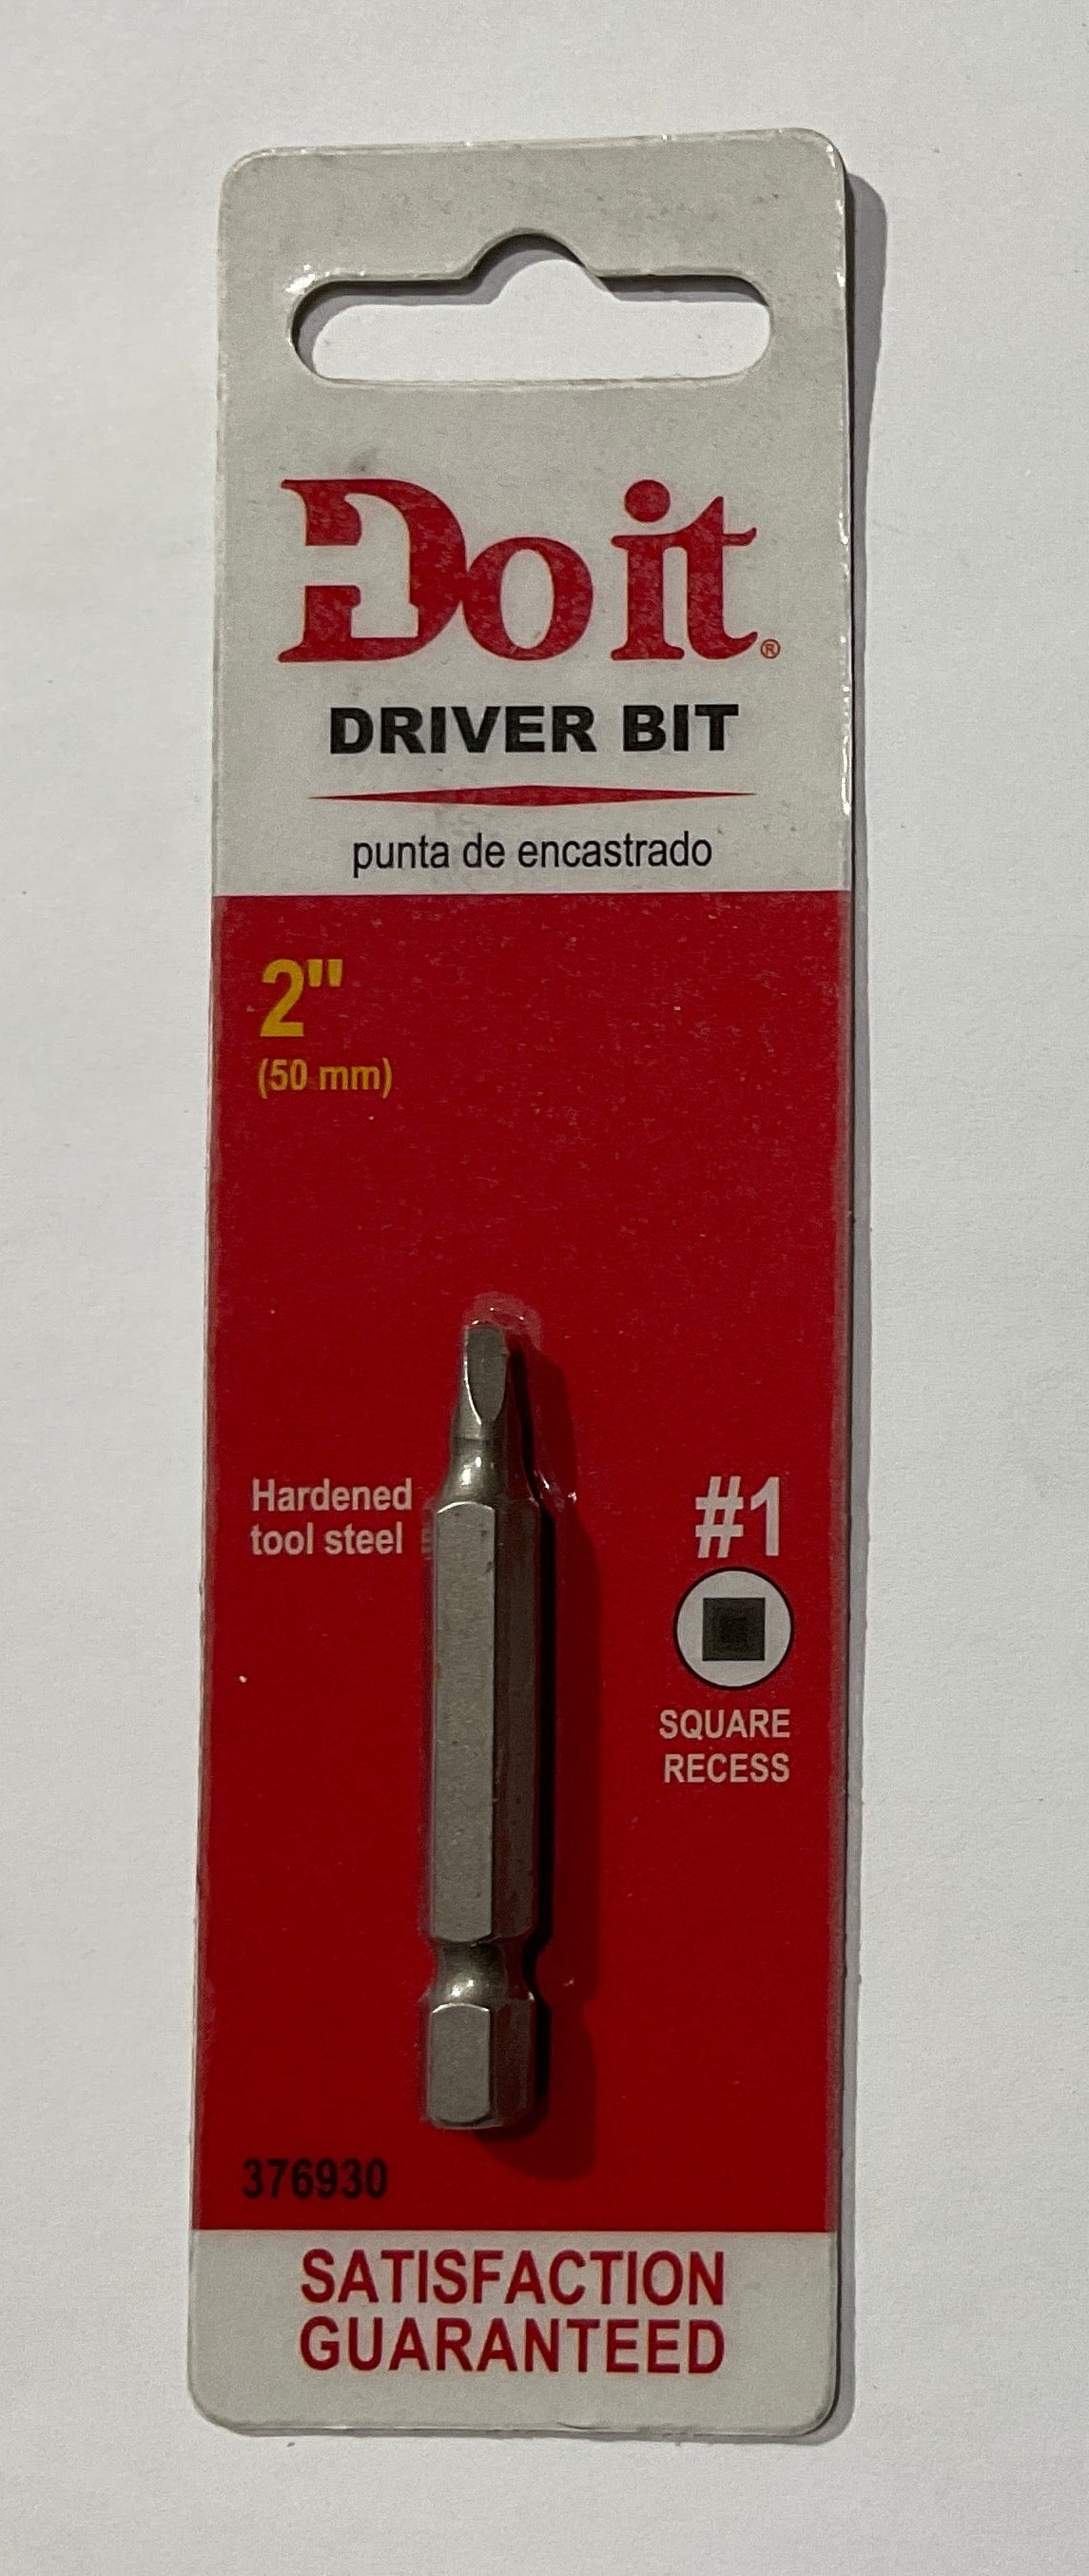 Do it®
DRIVER BIT
punta de encastrado
2"
(50 mm)
Hardened
tool steel
#1
SQUARE
RECESS
376930
SATISFACTION
GUARANTEED